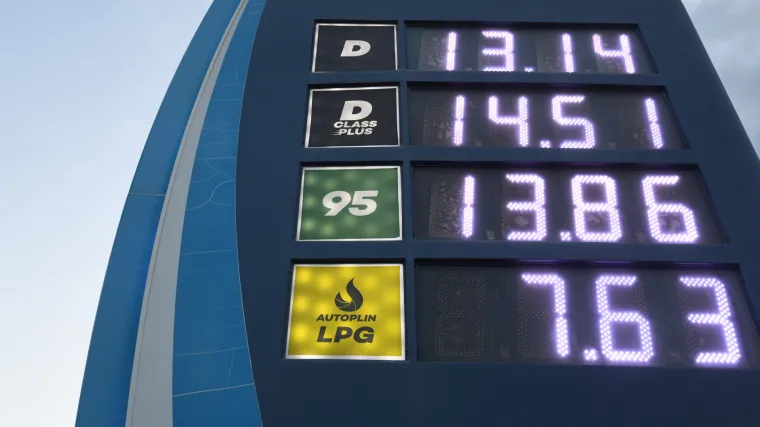 D 13.14
D CLASS PLUS 14.51
95 13.86
AUTOPLIN LPG 7.63